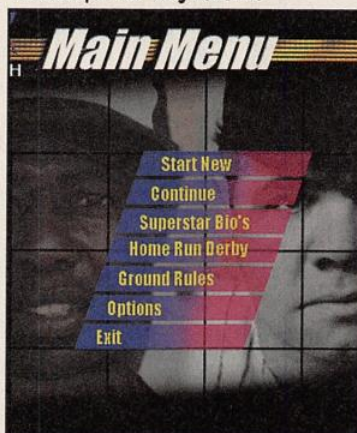 Main Menu
H
Start New
Continue
Superstar Bio's
Home Run Derby
Ground Rules
Options
Exit